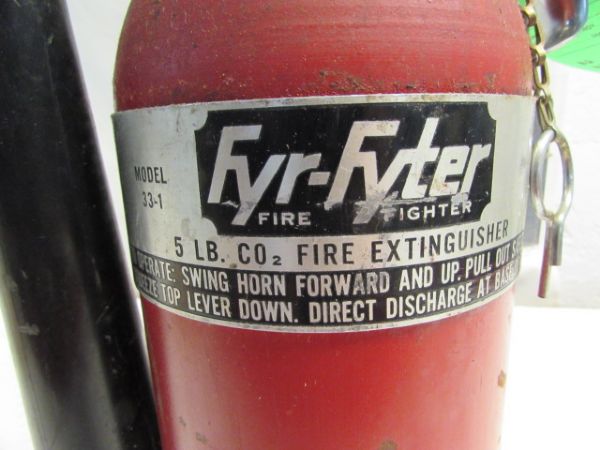 MODEL
33-1
Fyr-Fyter
FIRE FIGHTER
5 LB. CO₂ FIRE EXTINGUISHER
OPERATE: SWING HORN FORWARD AND UP. PULL OUT
TOP LEVER DOWN. DIRECT DISCHARGE AT